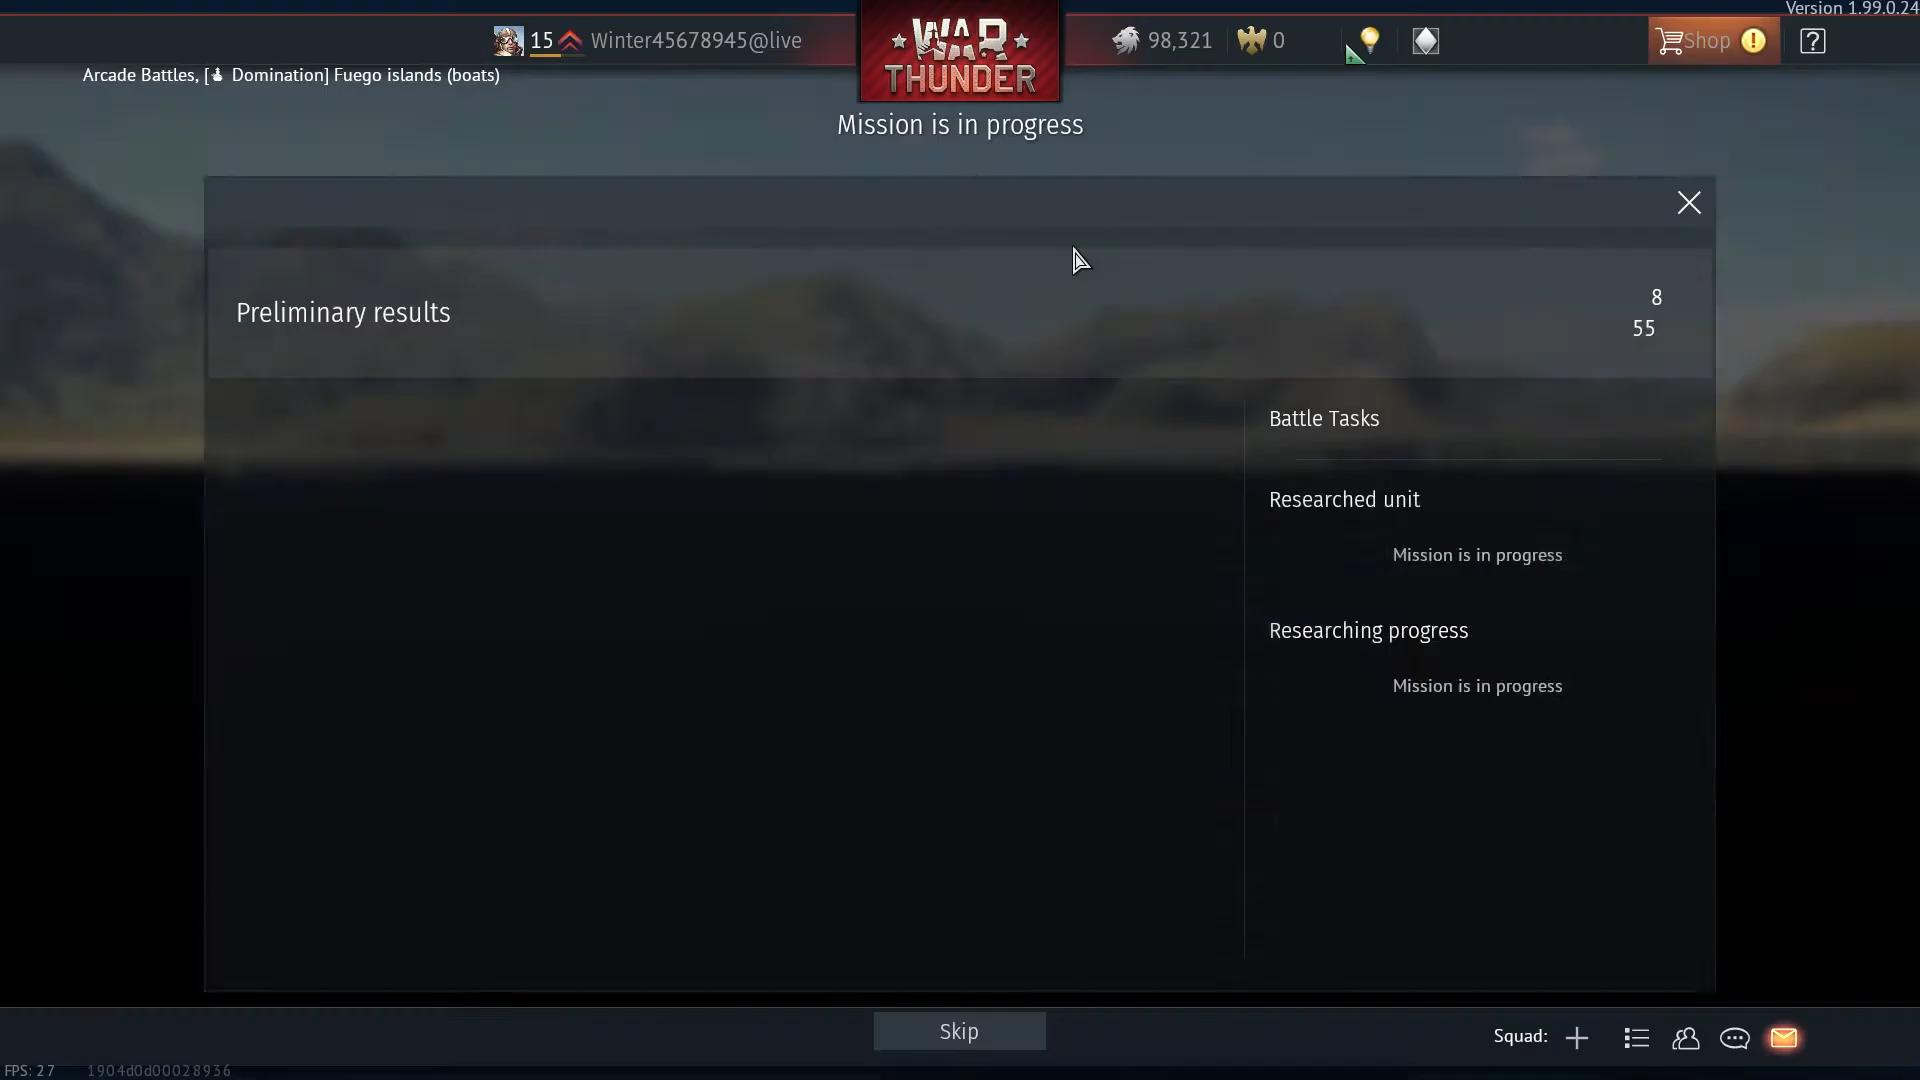 Version 1.99.0.24
15 Winter45678945@live
WAR THUNDER
98,321
0
Shop
?
Arcade Battles, [♟ Domination] Fuego islands (boats)
Mission is in progress
Preliminary results
8
55
Battle Tasks
Researched unit
Mission is in progress
Researching progress
Mission is in progress
Skip
Squad:
FPS: 27 1904d0d00028936